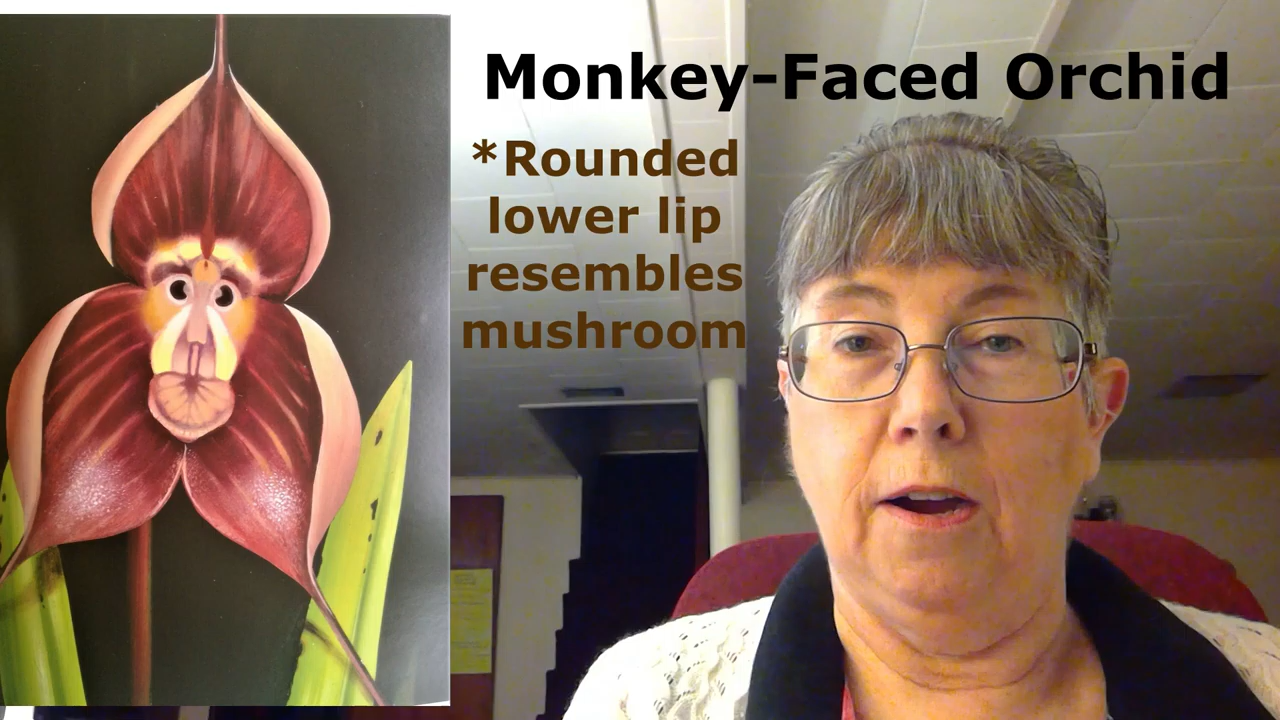 Monkey-Faced Orchid
*Rounded
lower lip
resembles
mushroom